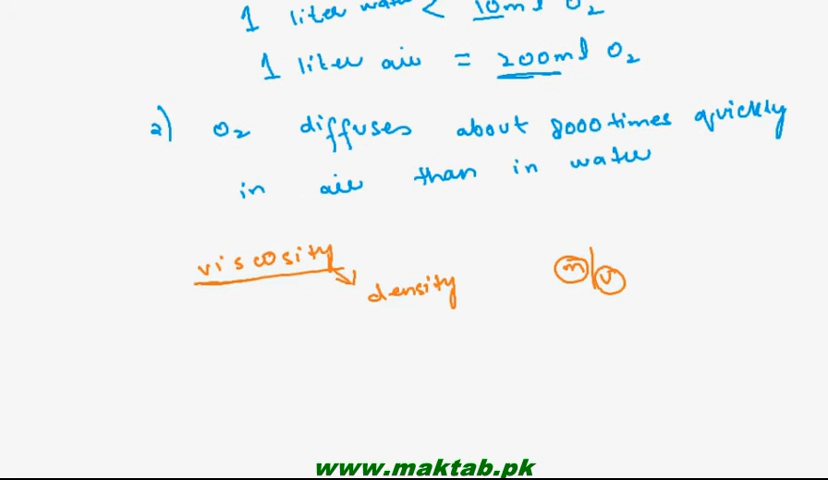 1 liter water < 10ml O2
1 liter air = 200ml O2
2) O2 diffuses about 8000 times quickly
in air than in water
viscosity
density
m/v
www.maktab.pk